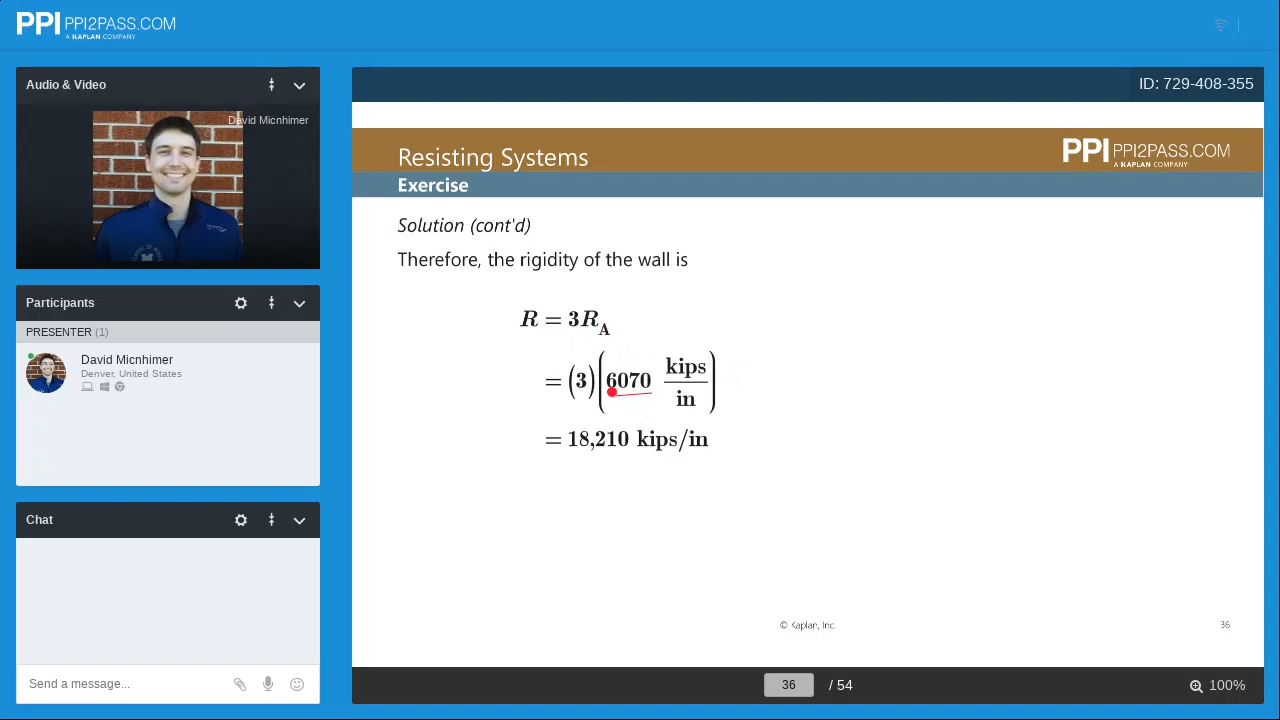 PPI PPI2PASS.COM
A KAPLAN COMPANY
Audio & Video
David Micnhimer
Participants
PRESENTER (1)
David Micnhimer
Denver, United States
Chat
Send a message...
ID: 729-408-355
Resisting Systems
PPI PPI2PASS.COM
A KAPLAN COMPANY
Exercise
Solution (cont'd)
Therefore, the rigidity of the wall is
R = 3R_A
= (3)(6070 kips/in)
= 18,210 kips/in
© Kaplan, Inc.
36
36 / 54
100%